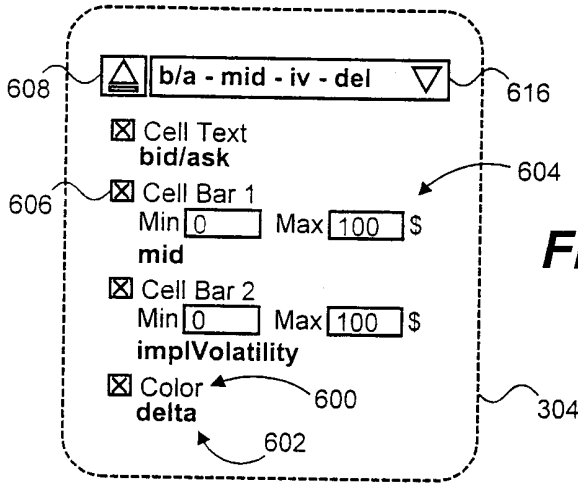 608
b/a - mid - iv - del
616
Cell Text
bid/ask
604
606
Cell Bar 1
Min 0 Max 100 $
mid
Cell Bar 2
Min 0 Max 100 $
implVolatility
Color
600
304
delta
602